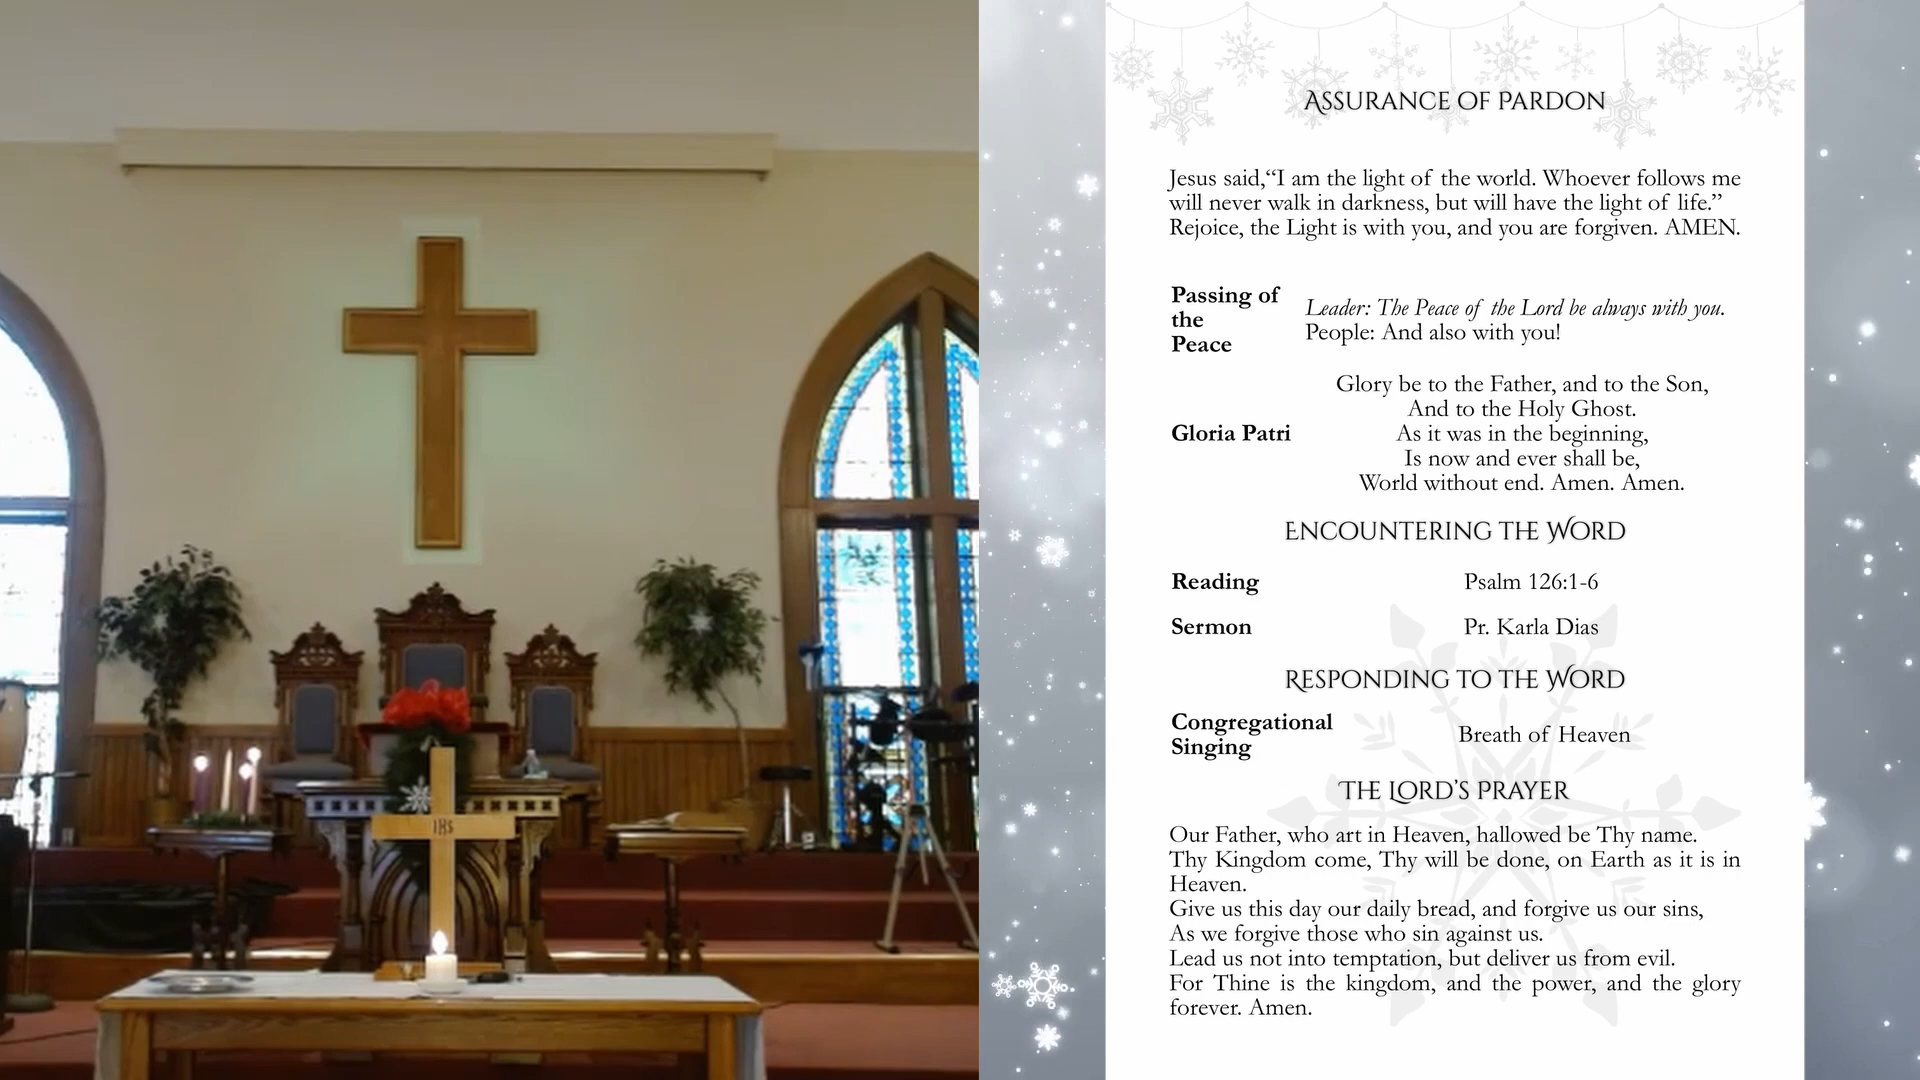 IHS
ASSURANCE OF PARDON
Jesus said,“I am the light of the world. Whoever follows me
will never walk in darkness, but will have the light of life.”
Rejoice, the Light is with you, and you are forgiven. AMEN.
Passing of
the
Peace
Leader: The Peace of the Lord be always with you.
People: And also with you!
Gloria Patri
Glory be to the Father, and to the Son,
And to the Holy Ghost.
As it was in the beginning,
Is now and ever shall be,
World without end. Amen. Amen.
ENCOUNTERING THE WORD
Reading Psalm 126:1-6
Sermon Pr. Karla Dias
RESPONDING TO THE WORD
Congregational
Singing
Breath of Heaven
THE LORD’S PRAYER
Our Father, who art in Heaven, hallowed be Thy name.
Thy Kingdom come, Thy will be done, on Earth as it is in
Heaven.
Give us this day our daily bread, and forgive us our sins,
As we forgive those who sin against us.
Lead us not into temptation, but deliver us from evil.
For Thine is the kingdom, and the power, and the glory
forever. Amen.